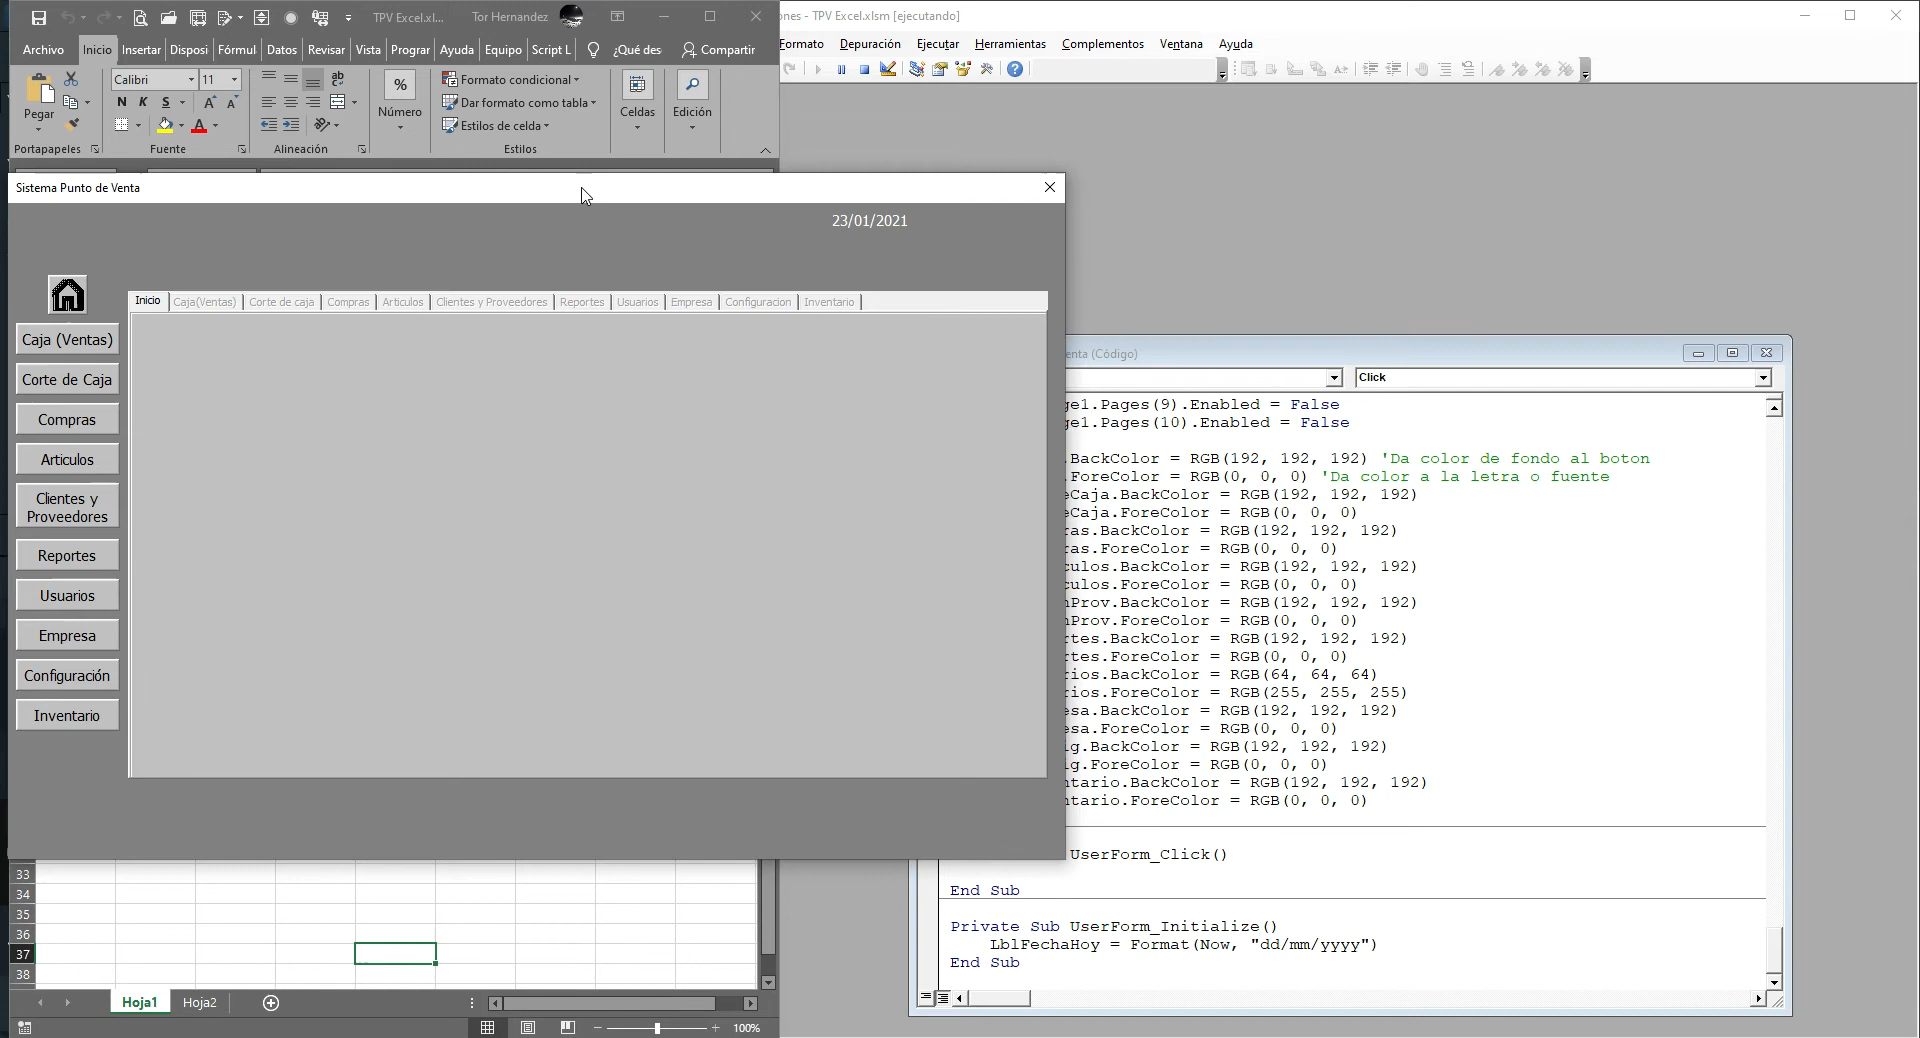 TPV Excel.xl...
Tor Hernandez
ones - TPV Excel.xlsm [ejecutando]
Archivo
Inicio
Insertar
Disposi
Fórmul
Datos
Revisar
Vista
Prograr
Ayuda
Equipo
Script L
¿Qué des
Compartir
Formato
Depuración
Ejecutar
Herramientas
Complementos
Ventana
Ayuda
Pegar
Portapapeles
Calibri
11
N K S
Fuente
Alineación
%
Número
Formato condicional
Dar formato como tabla
Estilos de celda
Estilos
Celdas
Edición
Sistema Punto de Venta
23/01/2021
Inicio
Caja(Ventas)
Corte de caja
Compras
Articulos
Clientes y Proveedores
Reportes
Usuarios
Empresa
Configuracion
Inventario
Caja (Ventas)
Corte de Caja
Compras
Articulos
Clientes y
Proveedores
Reportes
Usuarios
Empresa
Configuración
Inventario
enta (Código)
Click
ge1.Pages(9).Enabled = False
ge1.Pages(10).Enabled = False
.BackColor = RGB(192, 192, 192) 'Da color de fondo al boton
.ForeColor = RGB(0, 0, 0) 'Da color a la letra o fuente
eCaja.BackColor = RGB(192, 192, 192)
eCaja.ForeColor = RGB(0, 0, 0)
ras.BackColor = RGB(192, 192, 192)
ras.ForeColor = RGB(0, 0, 0)
culos.BackColor = RGB(192, 192, 192)
culos.ForeColor = RGB(0, 0, 0)
nProv.BackColor = RGB(192, 192, 192)
nProv.ForeColor = RGB(0, 0, 0)
rtes.BackColor = RGB(192, 192, 192)
rtes.ForeColor = RGB(0, 0, 0)
rios.BackColor = RGB(64, 64, 64)
rios.ForeColor = RGB(255, 255, 255)
esa.BackColor = RGB(192, 192, 192)
esa.ForeColor = RGB(0, 0, 0)
ig.BackColor = RGB(192, 192, 192)
ig.ForeColor = RGB(0, 0, 0)
ntario.BackColor = RGB(192, 192, 192)
ntario.ForeColor = RGB(0, 0, 0)
UserForm_Click()
End Sub
Private Sub UserForm_Initialize()
LblFechaHoy = Format(Now, "dd/mm/yyyy")
End Sub
33
34
35
36
37
38
Hoja1
Hoja2
100%